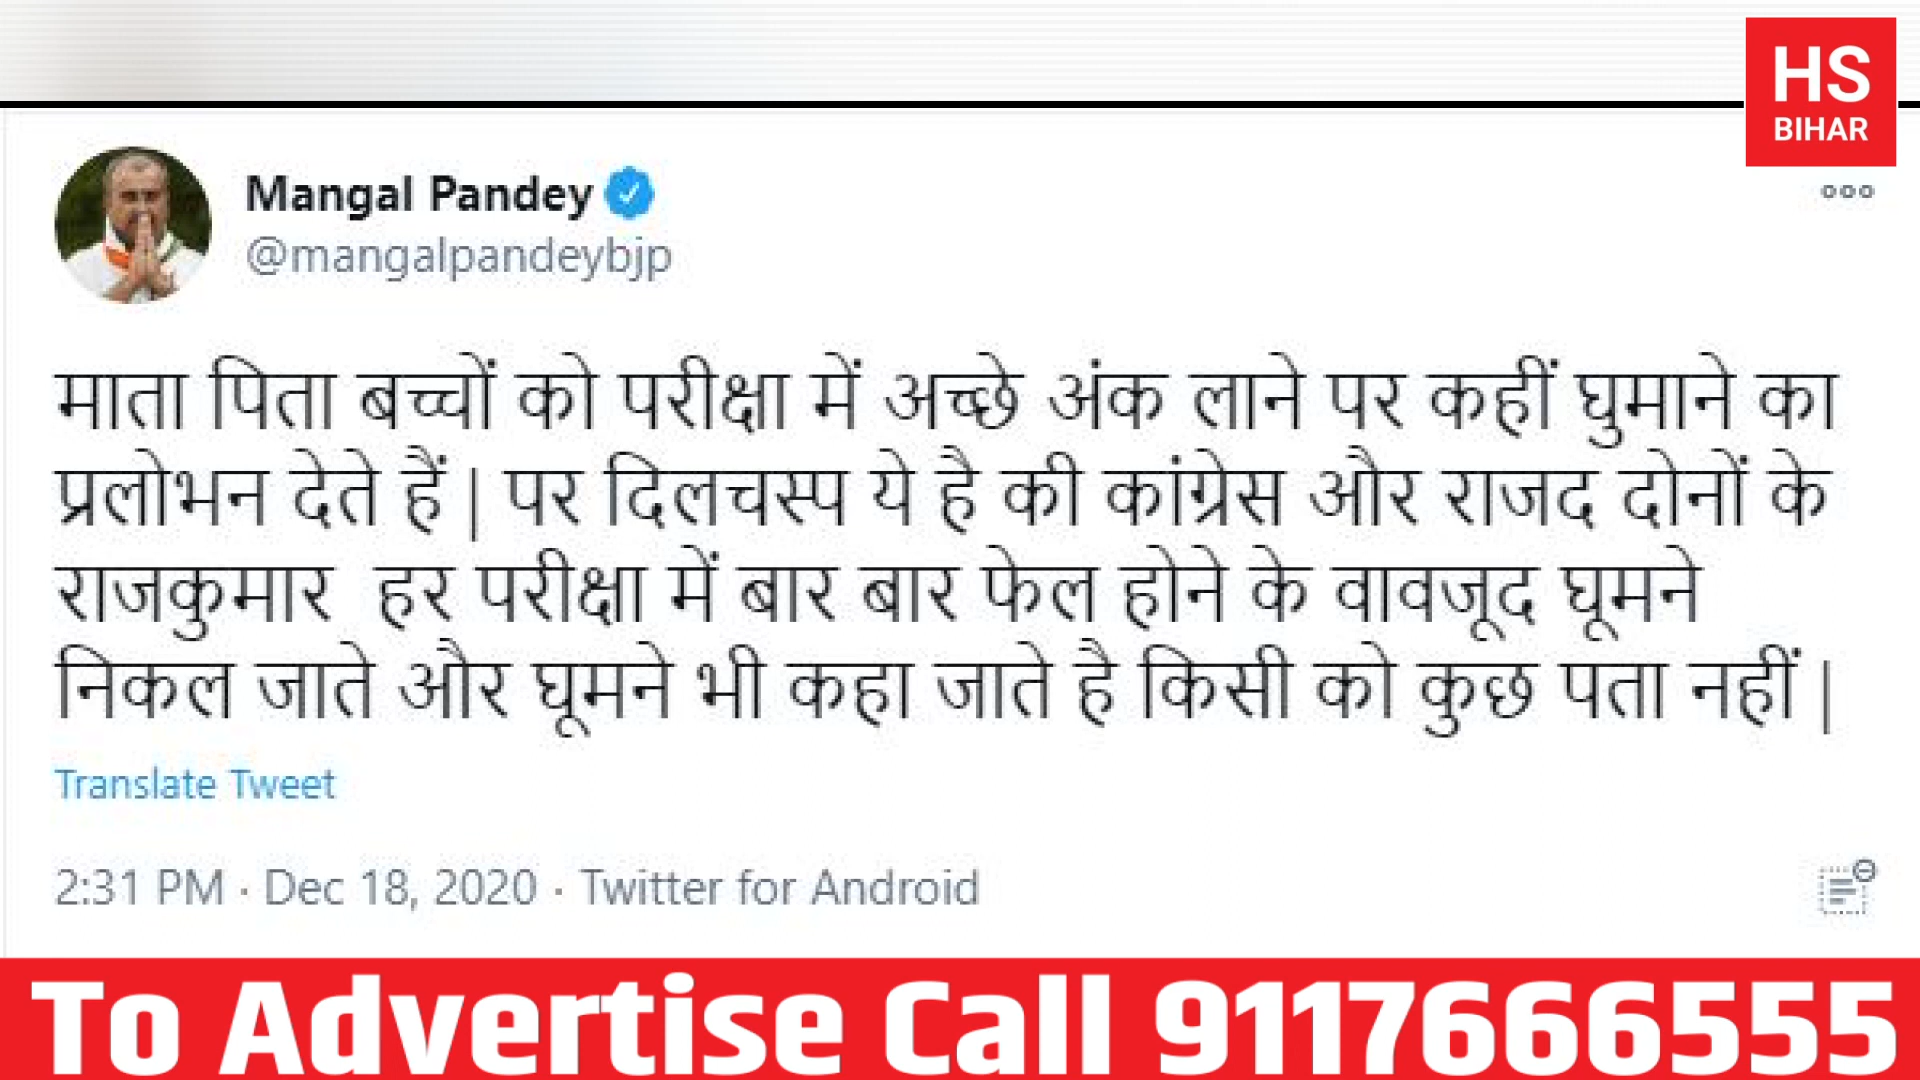 HS
BIHAR
Mangal Pandey
@mangalpandeybjp
माता पिता बच्चों को परीक्षा में अच्छे अंक लाने पर कहीं घुमाने का
प्रलोभन देते हैं | पर दिलचस्प ये है की कांग्रेस और राजद दोनों के
राजकुमार हर परीक्षा में बार बार फेल होने के वावजूद घूमने
निकल जाते और घूमने भी कहा जाते है किसी को कुछ पता नहीं |
Translate Tweet
2:31 PM · Dec 18, 2020 · Twitter for Android
To Advertise Call 9117666555